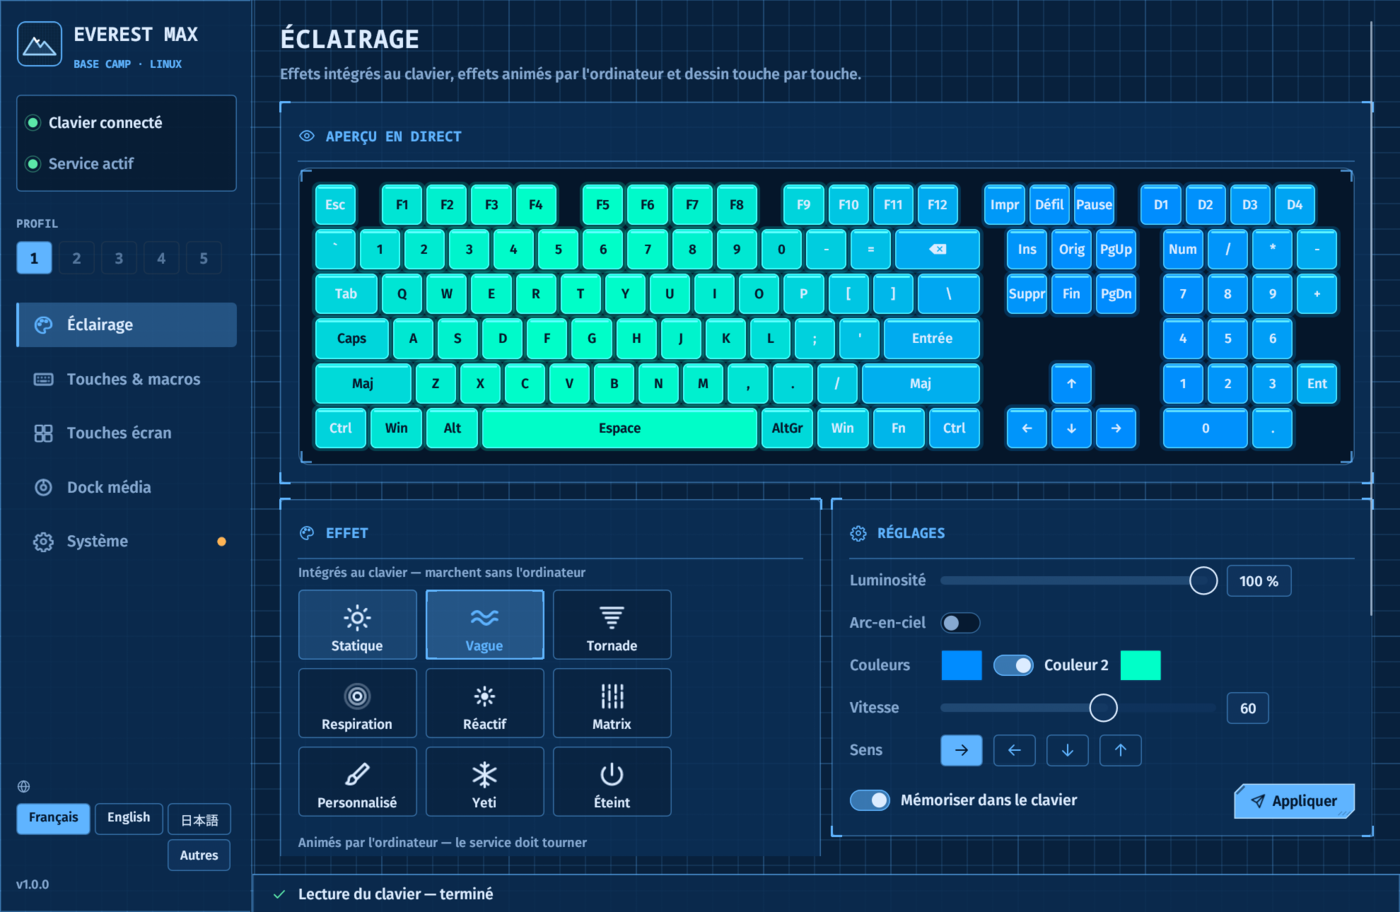 EVEREST MAX
BASE CAMP · LINUX
Clavier connecté
Service actif
PROFIL
1 2 3 4 5
Éclairage
Touches & macros
Touches écran
Dock média
Système
Français English 日本語
Autres
v1.0.0
ÉCLAIRAGE
Effets intégrés au clavier, effets animés par l'ordinateur et dessin touche par touche.
APERÇU EN DIRECT
Esc F1 F2 F3 F4 F5 F6 F7 F8 F9 F10 F11 F12 Impr Défil Pause D1 D2 D3 D4
` 1 2 3 4 5 6 7 8 9 0 - = Ins Orig PgUp Num / * -
Tab Q W E R T Y U I O P [ ] \ Suppr Fin PgDn 7 8 9 +
Caps A S D F G H J K L ; ' Entrée 4 5 6
Maj Z X C V B N M , . / Maj ↑ 1 2 3 Ent
Ctrl Win Alt Espace AltGr Win Fn Ctrl ← ↓ → 0 .
EFFET
Intégrés au clavier — marchent sans l'ordinateur
Statique Vague Tornade
Respiration Réactif Matrix
Personnalisé Yeti Éteint
Animés par l'ordinateur — le service doit tourner
RÉGLAGES
Luminosité 100 %
Arc-en-ciel
Couleurs Couleur 2
Vitesse 60
Sens → ← ↓ ↑
Mémoriser dans le clavier Appliquer
Lecture du clavier — terminé